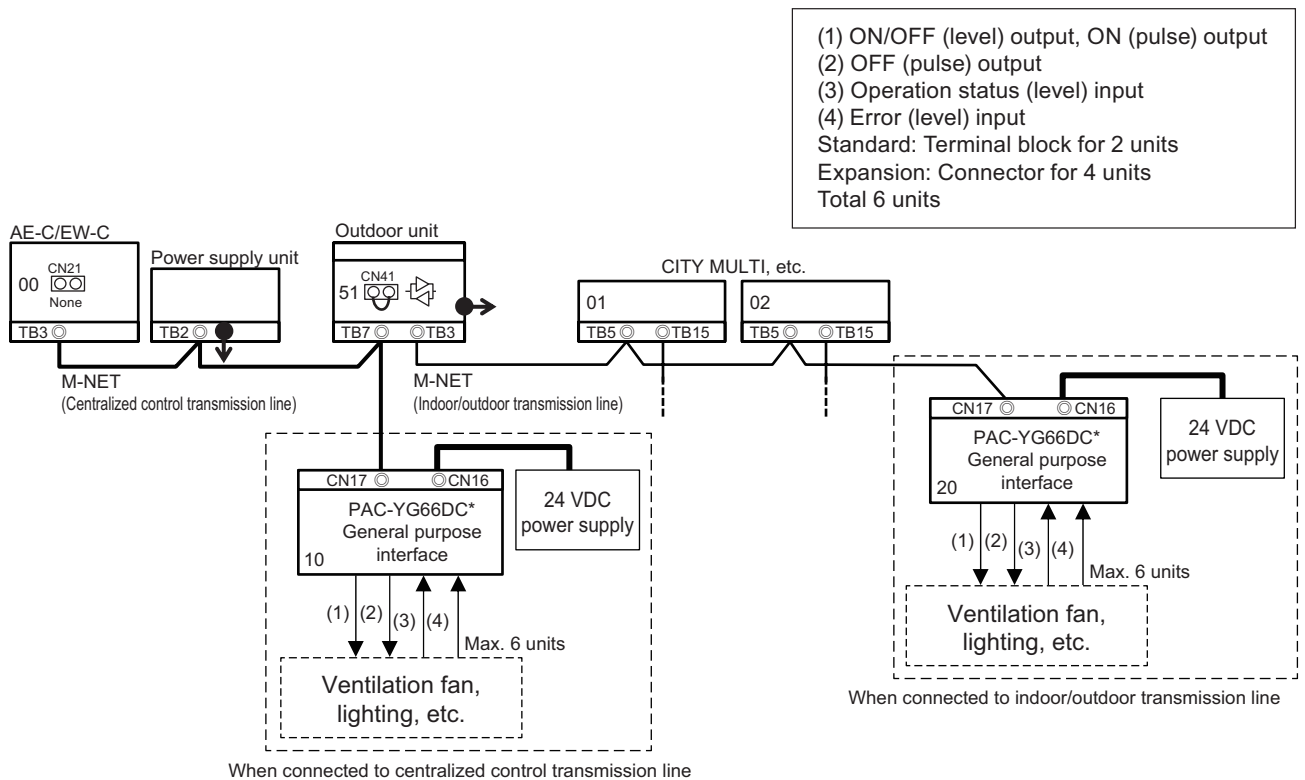 (1) ON/OFF (level) output, ON (pulse) output
(2) OFF (pulse) output
(3) Operation status (level) input
(4) Error (level) input
Standard: Terminal block for 2 units
Expansion: Connector for 4 units
Total 6 units
AE-C/EW-C
00
CN21
None
TB3
Power supply unit
TB2
Outdoor unit
51
CN41
TB7
TB3
CITY MULTI, etc.
01
TB5
TB15
02
TB5
TB15
M-NET
(Centralized control transmission line)
M-NET
(Indoor/outdoor transmission line)
CN17
CN16
PAC-YG66DC*
General purpose
interface
10
24 VDC
power supply
(1)
(2)
(3)
(4)
Max. 6 units
Ventilation fan,
lighting, etc.
When connected to centralized control transmission line
CN17
CN16
PAC-YG66DC*
General purpose
interface
20
24 VDC
power supply
(1)
(2)
(3)
(4)
Max. 6 units
Ventilation fan,
lighting, etc.
When connected to indoor/outdoor transmission line